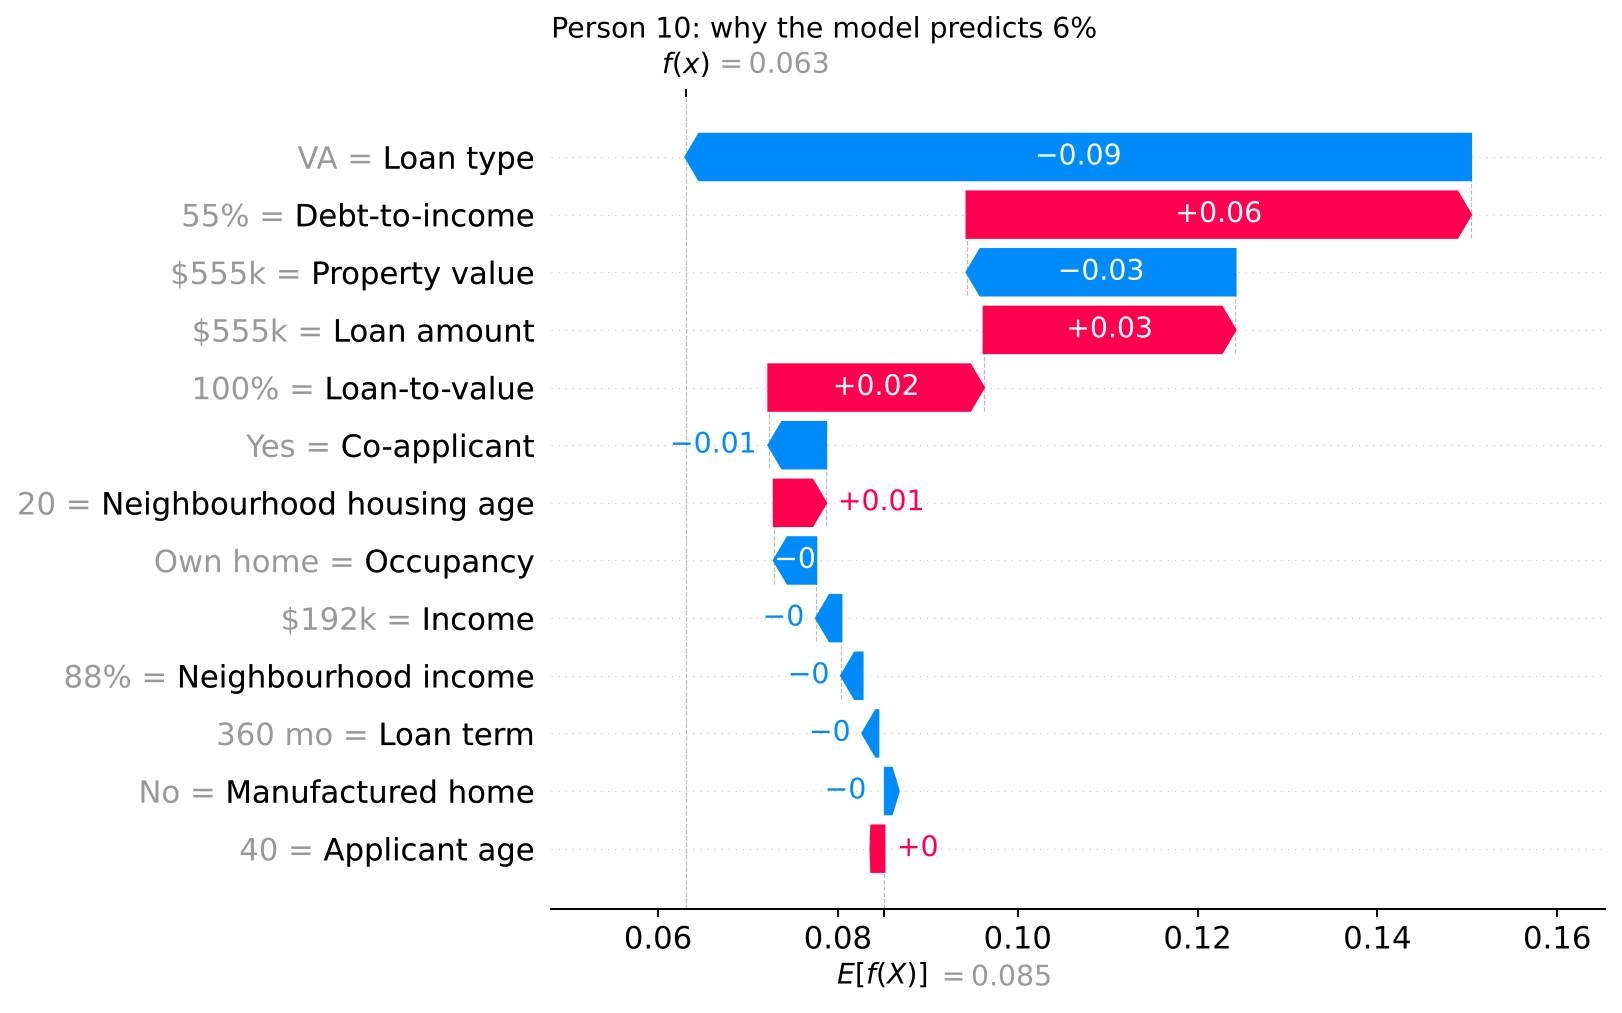 Person 10: why the model predicts 6%
f(x) = 0.063
VA = Loan type −0.09
55% = Debt-to-income +0.06
$555k = Property value −0.03
$555k = Loan amount +0.03
100% = Loan-to-value +0.02
Yes = Co-applicant −0.01
20 = Neighbourhood housing age +0.01
Own home = Occupancy −0
$192k = Income −0
88% = Neighbourhood income −0
360 mo = Loan term −0
No = Manufactured home −0
40 = Applicant age +0
0.06 0.08 0.10 0.12 0.14 0.16
E[f(X)] = 0.085